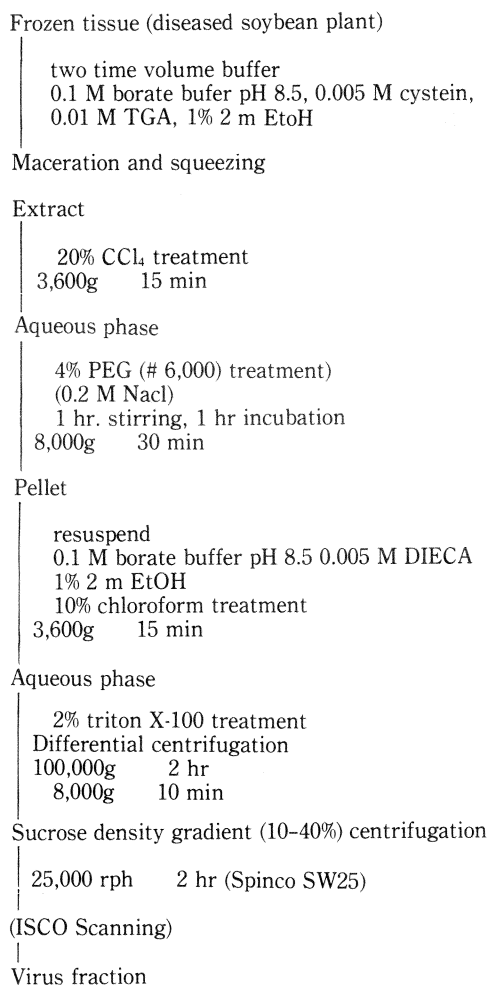 Frozen tissue (diseased soybean plant)
two time volume buffer
0.1 M borate bufer pH 8.5, 0.005 M cystein,
0.01 M TGA, 1% 2 m EtoH
Maceration and squeezing
Extract
20% CCl₄ treatment
3,600g 15 min
Aqueous phase
4% PEG (# 6,000) treatment)
(0.2 M Nacl)
1 hr. stirring, 1 hr incubation
8,000g 30 min
Pellet
resuspend
0.1 M borate buffer pH 8.5 0.005 M DIECA
1% 2 m EtOH
10% chloroform treatment
3,600g 15 min
Aqueous phase
2% triton X-100 treatment
Differential centrifugation
100,000g 2 hr
8,000g 10 min
Sucrose density gradient (10–40%) centrifugation
25,000 rph 2 hr (Spinco SW25)
(ISCO Scanning)
Virus fraction